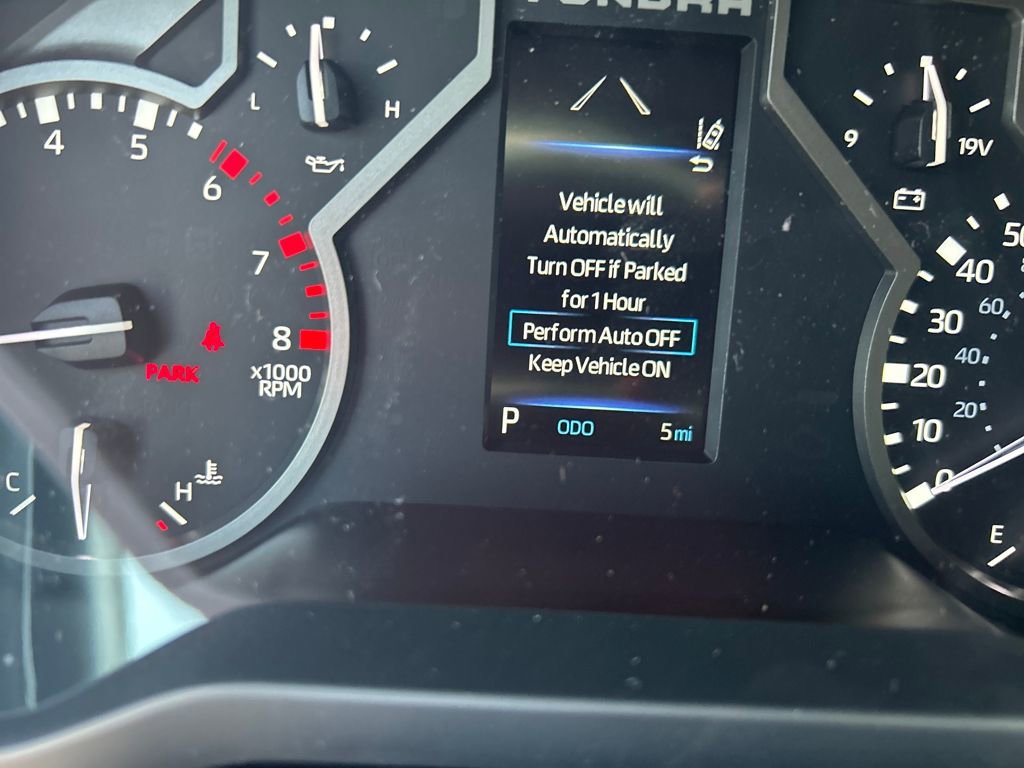 TUNDRA
4
5
6
7
8
x1000
RPM
L
H
PARK
C
H
Vehicle will
Automatically
Turn OFF if Parked
for 1 Hour
Perform Auto OFF
Keep Vehicle ON
P ODO 5 mi
9
19V
50
40
30
20
10
0
60
40
20
E